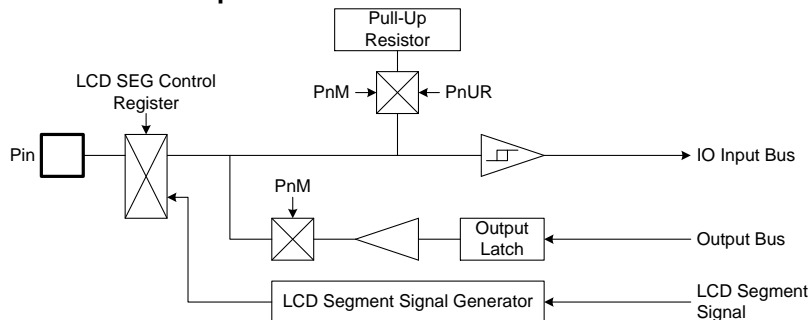 Pull-Up
Resistor
LCD SEG Control
Register
PnM
PnUR
Pin
IO Input Bus
PnM
Output
Latch
Output Bus
LCD Segment Signal Generator
LCD Segment
Signal